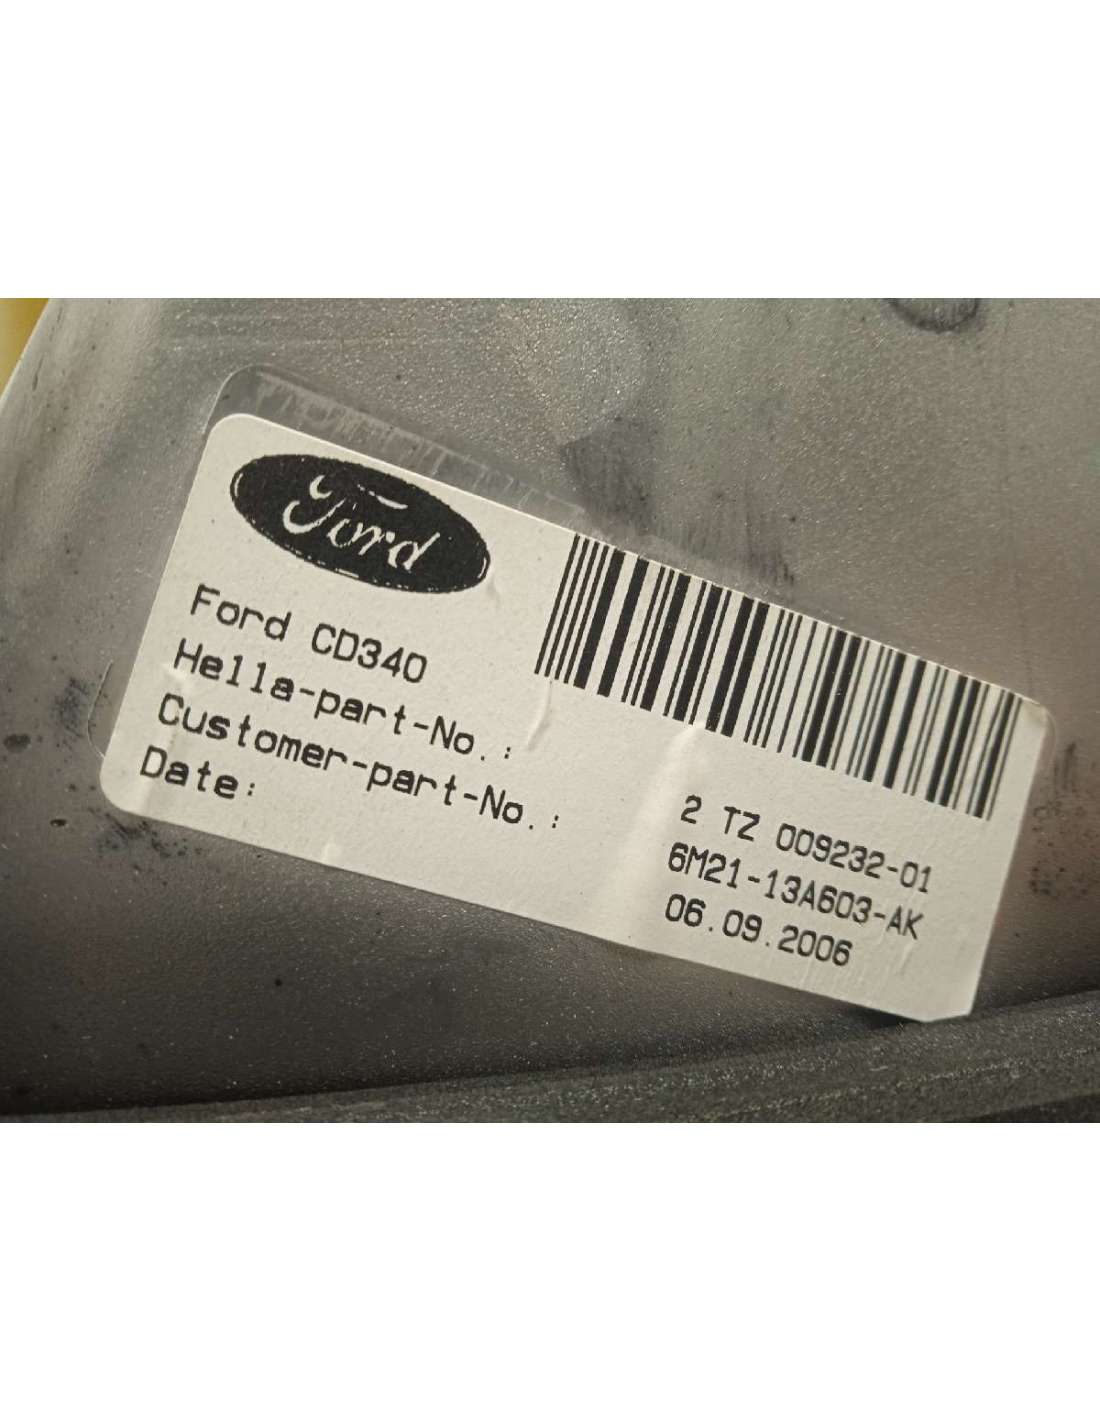 Ford
Ford CD340
Hella-part-No.: 2 TZ 009232-01
Customer-part-No.: 6M21-13A603-AK
Date: 06.09.2006